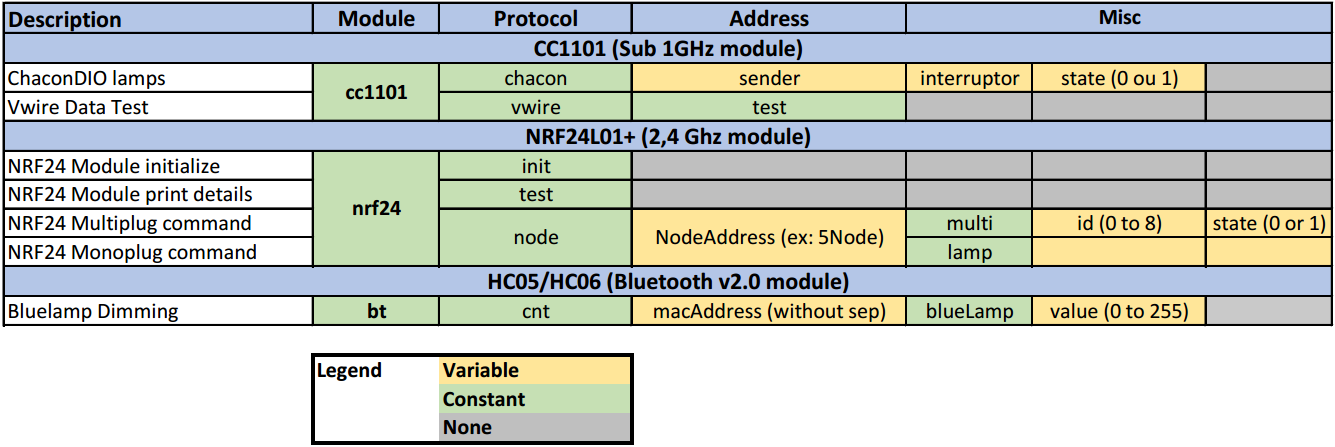 Description Module Protocol Address Misc
CC1101 (Sub 1GHz module)
ChaconDIO lamps cc1101 chacon sender interruptor state (0 ou 1)
Vwire Data Test vwire test
NRF24L01+ (2,4 Ghz module)
NRF24 Module initialize nrf24 init
NRF24 Module print details test
NRF24 Multiplug command node NodeAddress (ex: 5Node) multi id (0 to 8) state (0 or 1)
NRF24 Monoplug command lamp
HC05/HC06 (Bluetooth v2.0 module)
Bluelamp Dimming bt cnt macAddress (without sep) blueLamp value (0 to 255)
Legend Variable
Constant
None